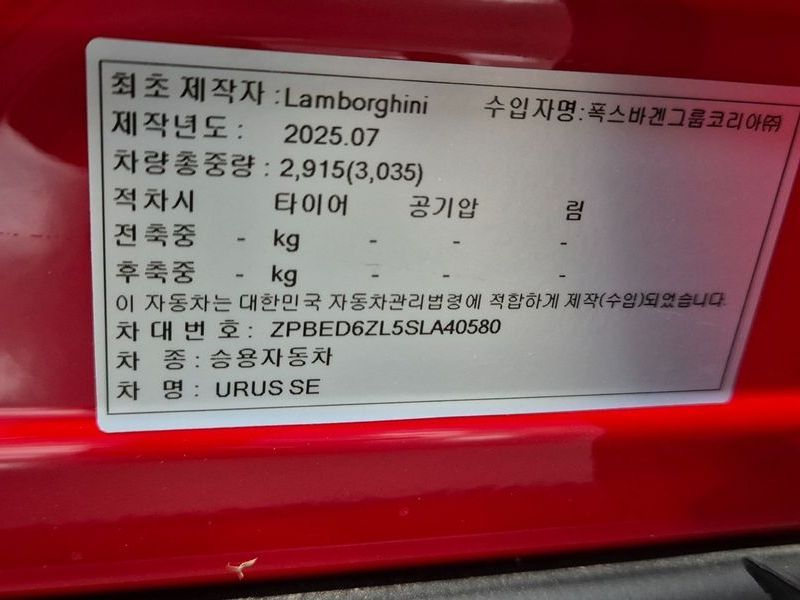 최초 제작자 : Lamborghini 수입자명:폭스바겐그룹코리아㈜
제작년도 : 2025.07
차량총중량 : 2,915(3,035)
적차시 타이어 공기압 림
전축중 - kg - - -
후축중 - kg - - -
이 자동차는 대한민국 자동차관리법령에 적합하게 제작(수입)되었습니다.
차 대 번 호 : ZPBED6ZL5SLA40580
차 종 : 승용자동차
차 명 : URUS SE